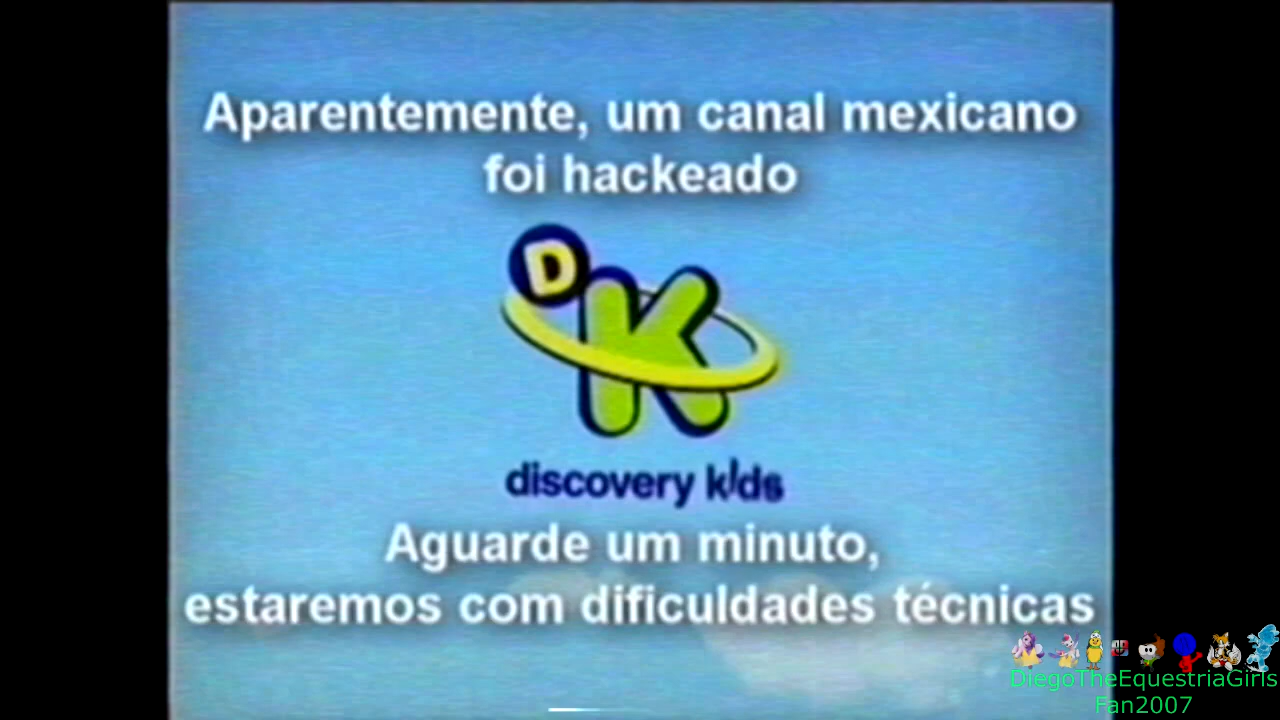 Aparentemente, um canal mexicano
foi hackeado
D
K
discovery kids
Aguarde um minuto,
estaremos com dificuldades técnicas
DiegoTheEquestriaGirls
Fan2007